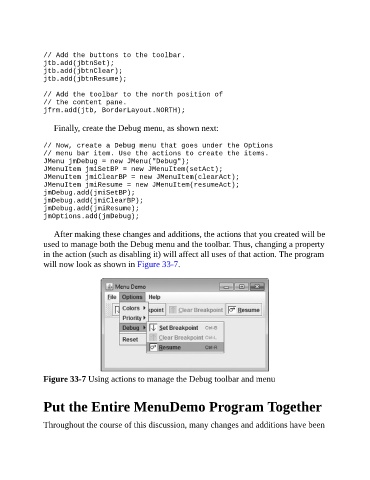 // Add the buttons to the toolbar.
jtb.add(jbtnSet);
jtb.add(jbtnClear);
jtb.add(jbtnResume);
// Add the toolbar to the north position of
// the content pane.
jfrm.add(jtb, BorderLayout.NORTH);
Finally, create the Debug menu, as shown next:
// Now, create a Debug menu that goes under the Options
// menu bar item. Use the actions to create the items.
JMenu jmDebug = new JMenu("Debug");
JMenuItem jmiSetBP = new JMenuItem(setAct);
JMenuItem jmiClearBP = new JMenuItem(clearAct);
JMenuItem jmiResume = new JMenuItem(resumeAct);
jmDebug.add(jmiSetBP);
jmDebug.add(jmiClearBP);
jmDebug.add(jmiResume);
jmOptions.add(jmDebug);
After making these changes and additions, the actions that you created will be
used to manage both the Debug menu and the toolbar. Thus, changing a property
in the action (such as disabling it) will affect all uses of that action. The program
will now look as shown in Figure 33-7.
Menu Demo
File Options Help
Colors
kpoint Clear Breakpoint Resume
Priority
Debug Set Breakpoint Ctrl-B
Clear Breakpoint Ctrl-L
Reset Resume Ctrl-R
Figure 33-7 Using actions to manage the Debug toolbar and menu
Put the Entire MenuDemo Program Together
Throughout the course of this discussion, many changes and additions have been